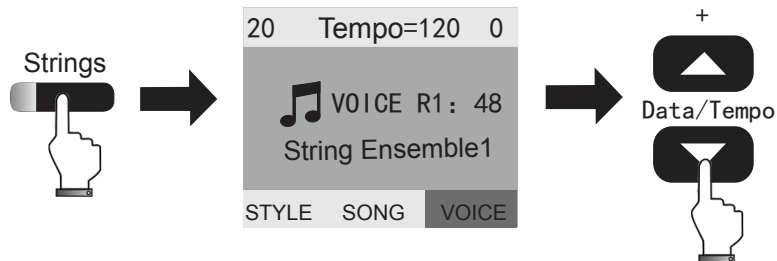 Strings
20 Tempo=120 0
VOICE R1: 48
String Ensemble1
STYLE SONG VOICE
+
Data/Tempo